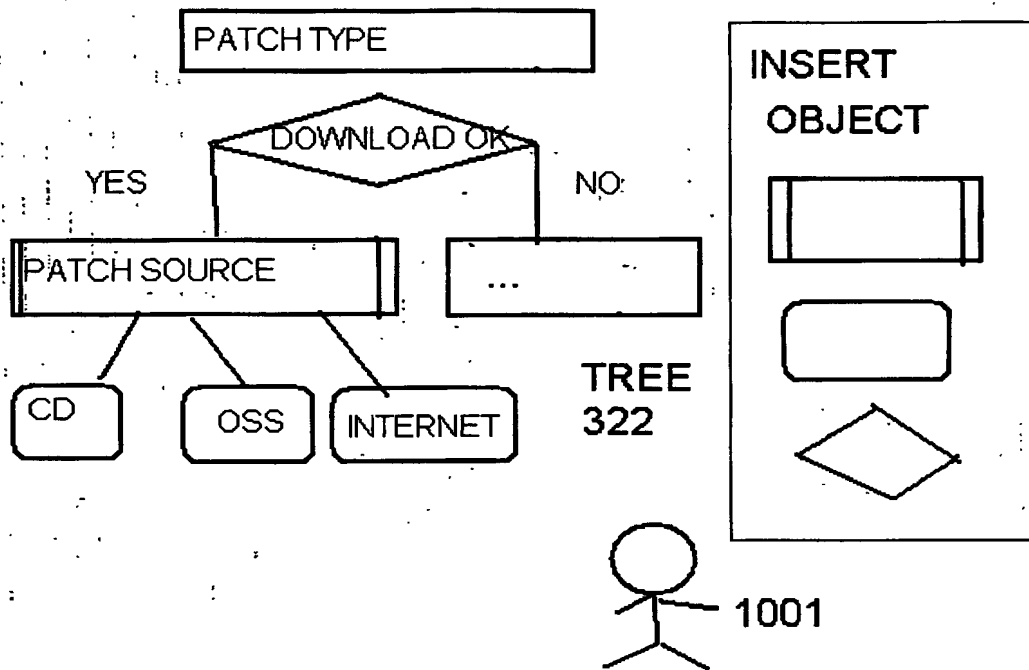 PATCH TYPE
DOWNLOAD OK
YES
NO
PATCH SOURCE
...
CD
OSS
INTERNET
TREE
322
INSERT
OBJECT
1001